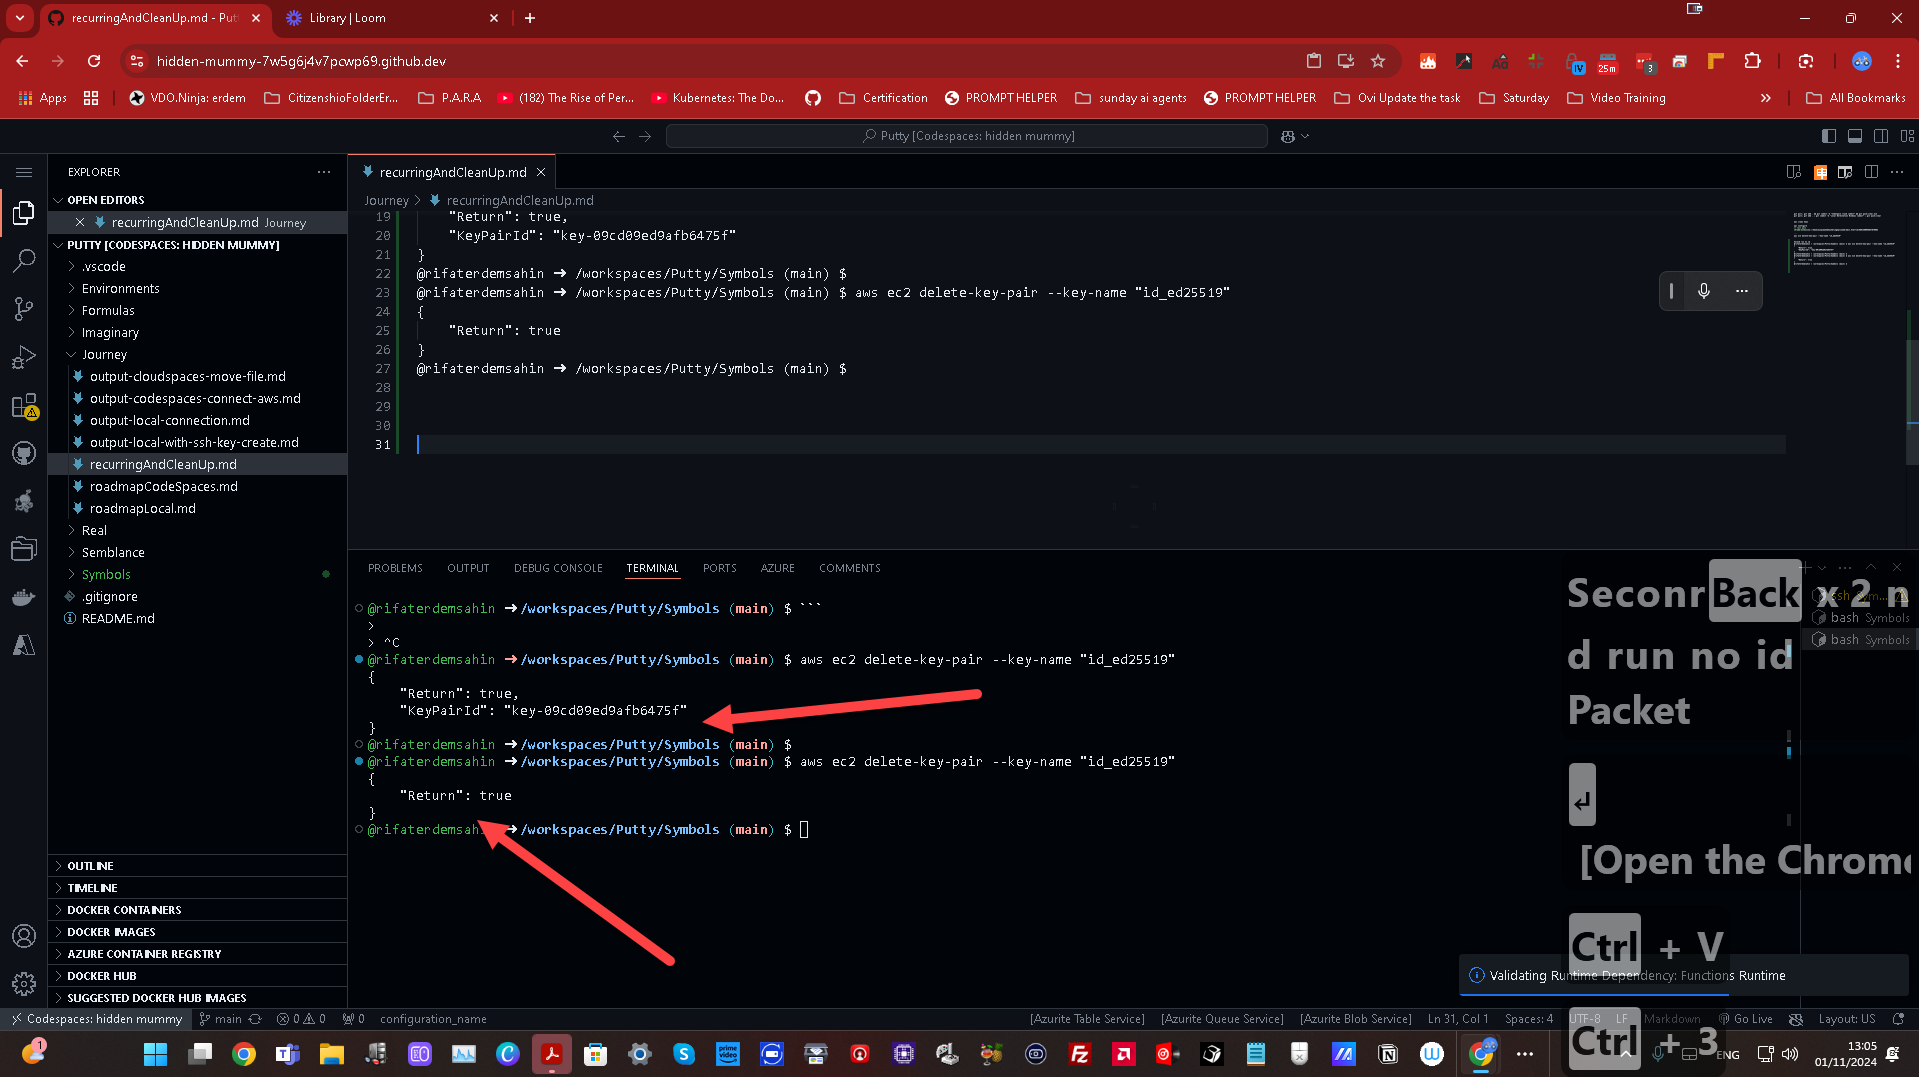 recurringAndCleanUp.md - Put
Library | Loom
hidden-mummy-7w5g6j4v7pcwp69.github.dev
IV
25m
3
Apps
VDO.Ninja: erdem
CitizenshioFolderEr...
P.A.R.A
(182) The Rise of Per...
Kubernetes: The Do...
Certification
PROMPT HELPER
sunday ai agents
PROMPT HELPER
Ovi Update the task
Saturday
Video Training
All Bookmarks
Putty [Codespaces: hidden mummy]
EXPLORER
OPEN EDITORS
recurringAndCleanUp.md Journey
PUTTY [CODESPACES: HIDDEN MUMMY]
.vscode
Environments
Formulas
Imaginary
Journey
output-cloudspaces-move-file.md
output-codespaces-connect-aws.md
output-local-connection.md
output-local-with-ssh-key-create.md
recurringAndCleanUp.md
roadmapCodeSpaces.md
roadmapLocal.md
Real
Semblance
Symbols
.gitignore
README.md
OUTLINE
TIMELINE
DOCKER CONTAINERS
DOCKER IMAGES
AZURE CONTAINER REGISTRY
DOCKER HUB
SUGGESTED DOCKER HUB IMAGES
recurringAndCleanUp.md
Journey > recurringAndCleanUp.md
19 "Return": true,
20 "KeyPairId": "key-09cd09ed9afb6475f"
21 }
22 @rifaterdemsahin ➜ /workspaces/Putty/Symbols (main) $
23 @rifaterdemsahin ➜ /workspaces/Putty/Symbols (main) $ aws ec2 delete-key-pair --key-name "id_ed25519"
24 {
25 "Return": true
26 }
27 @rifaterdemsahin ➜ /workspaces/Putty/Symbols (main) $
28
29
30
31
PROBLEMS OUTPUT DEBUG CONSOLE TERMINAL PORTS AZURE COMMENTS
@rifaterdemsahin ➜/workspaces/Putty/Symbols (main) $ ```
>
> ^C
@rifaterdemsahin ➜/workspaces/Putty/Symbols (main) $ aws ec2 delete-key-pair --key-name "id_ed25519"
{
"Return": true,
"KeyPairId": "key-09cd09ed9afb6475f"
}
@rifaterdemsahin ➜/workspaces/Putty/Symbols (main) $
@rifaterdemsahin ➜/workspaces/Putty/Symbols (main) $ aws ec2 delete-key-pair --key-name "id_ed25519"
{
"Return": true
}
@rifaterdemsahin ➜/workspaces/Putty/Symbols (main) $
ssh Sym...
bash Symbols
bash Symbols
Seconr Back x 2 n
d run no id
Packet
↵
[Open the Chrome
Ctrl + V
Validating Runtime Dependency: Functions Runtime
Ctrl + 3
Codespaces: hidden mummy
main
0 0
0
configuration_name
[Azurite Table Service]
[Azurite Queue Service]
[Azurite Blob Service]
Ln 31, Col 1
Spaces: 4
UTF-8
LF
Markdown
Go Live
Layout: US
1
ENG
13:05
01/11/2024